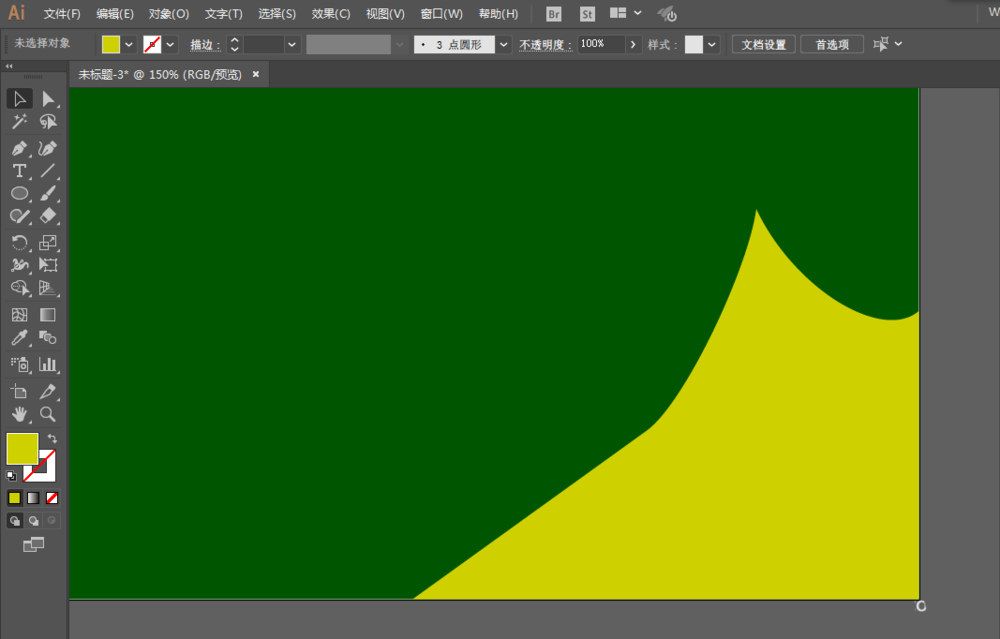 Ai 文件(F) 编辑(E) 对象(O) 文字(T) 选择(S) 效果(C) 视图(V) 窗口(W) 帮助(H) Br St W
未选择对象 描边: 3 点圆形 不透明度: 100% 样式: 文档设置 首选项
未标题-3* @ 150% (RGB/预览) ×